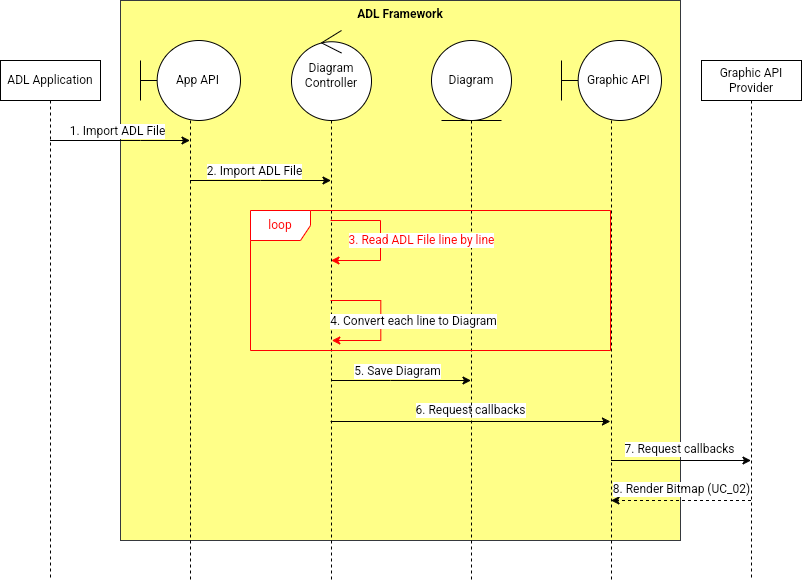 ADL Framework
ADL Application
App API
Diagram
Controller
Diagram
Graphic API
Graphic API
Provider
1. Import ADL File
2. Import ADL File
loop
3. Read ADL File line by line
4. Convert each line to Diagram
5. Save Diagram
6. Request callbacks
7. Request callbacks
8. Render Bitmap (UC_02)